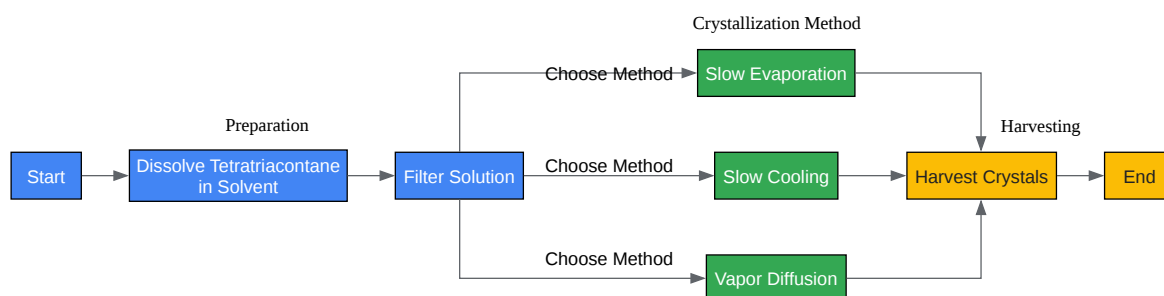 Crystallization Method
Choose Method
Slow Evaporation
Preparation
Harvesting
Start
Dissolve Tetratriacontane
in Solvent
Filter Solution
Choose Method
Slow Cooling
Harvest Crystals
End
Choose Method
Vapor Diffusion